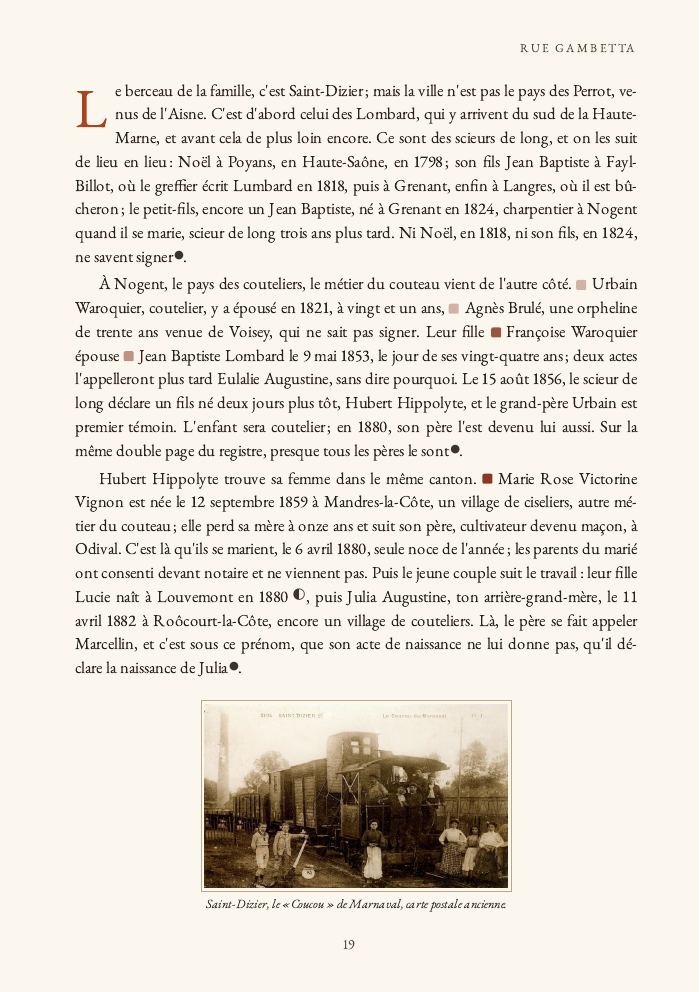 RUE GAMBETTA
Le berceau de la famille, c'est Saint-Dizier; mais la ville n'est pas le pays des Perrot, ve-
nus de l'Aisne. C'est d'abord celui des Lombard, qui y arrivent du sud de la Haute-
Marne, et avant cela de plus loin encore. Ce sont des scieurs de long, et on les suit
de lieu en lieu : Noël à Poyans, en Haute-Saône, en 1798 ; son fils Jean Baptiste à Fayl-
Billot, où le greffier écrit Lumbard en 1818, puis à Grenant, enfin à Langres, où il est bû-
cheron ; le petit-fils, encore un Jean Baptiste, né à Grenant en 1824, charpentier à Nogent
quand il se marie, scieur de long trois ans plus tard. Ni Noël, en 1818, ni son fils, en 1824,
ne savent signer●.
À Nogent, le pays des couteliers, le métier du couteau vient de l'autre côté. ■ Urbain
Waroquier, coutelier, y a épousé en 1821, à vingt et un ans, ■ Agnès Brulé, une orpheline
de trente ans venue de Voisey, qui ne sait pas signer. Leur fille ■ Françoise Waroquier
épouse ■ Jean Baptiste Lombard le 9 mai 1853, le jour de ses vingt-quatre ans ; deux actes
l'appelleront plus tard Eulalie Augustine, sans dire pourquoi. Le 15 août 1856, le scieur de
long déclare un fils né deux jours plus tôt, Hubert Hippolyte, et le grand-père Urbain est
premier témoin. L'enfant sera coutelier ; en 1880, son père l'est devenu lui aussi. Sur la
même double page du registre, presque tous les pères le sont●.
Hubert Hippolyte trouve sa femme dans le même canton. ■ Marie Rose Victorine
Vignon est née le 12 septembre 1859 à Mandres-la-Côte, un village de ciseliers, autre mé-
tier du couteau ; elle perd sa mère à onze ans et suit son père, cultivateur devenu maçon, à
Odival. C'est là qu'ils se marient, le 6 avril 1880, seule noce de l'année ; les parents du marié
ont consenti devant notaire et ne viennent pas. Puis le jeune couple suit le travail : leur fille
Lucie naît à Louvemont en 1880 ◐, puis Julia Augustine, ton arrière-grand-mère, le 11
avril 1882 à Roôcourt-la-Côte, encore un village de couteliers. Là, le père se fait appeler
Marcellin, et c'est sous ce prénom, que son acte de naissance ne lui donne pas, qu'il dé-
clare la naissance de Julia●.
SAINT-DIZIER
Le Coucou de Marnaval
Saint-Dizier, le « Coucou » de Marnaval, carte postale ancienne
19